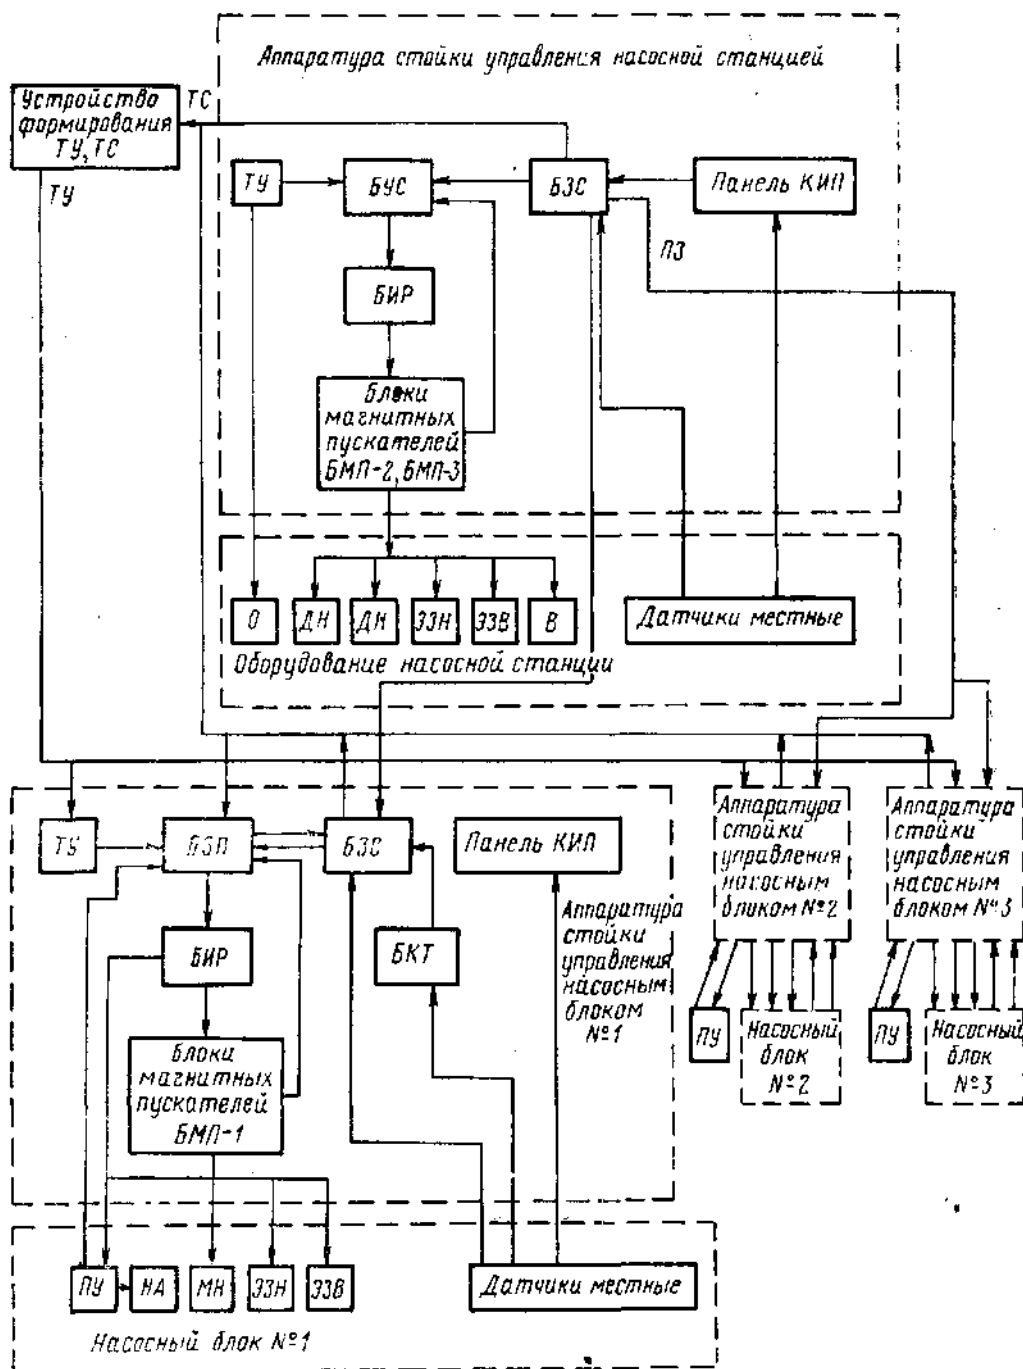 Аппаратура стойки управления насосной станцией
Устройство
формирования
ТУ, ТС
ТС
ТУ
ТУ
БУС
БЗС
Панель КИП
ПЗ
БИР
Блоки
магнитных
пускателей
БМП-2, БМП-3
О
ДН
ДН
ЭЗН
ЭЗВ
В
Датчики местные
Оборудование насосной станции
ТУ
БЗП
БЗС
Панель КИП
Аппаратура
стойки
управления
насосным
блоком
№1
БИР
БКТ
Блоки
магнитных
пускателей
БМП-1
Аппаратура
стойки
управления
насосным
блоком №2
Аппаратура
стойки
управления
насосным
блоком №3
ПУ
Насосный
блок
№2
ПУ
Насосный
блок
№3
ПУ
НА
МН
ЭЗН
ЭЗВ
Датчики местные
Насосный блок №1